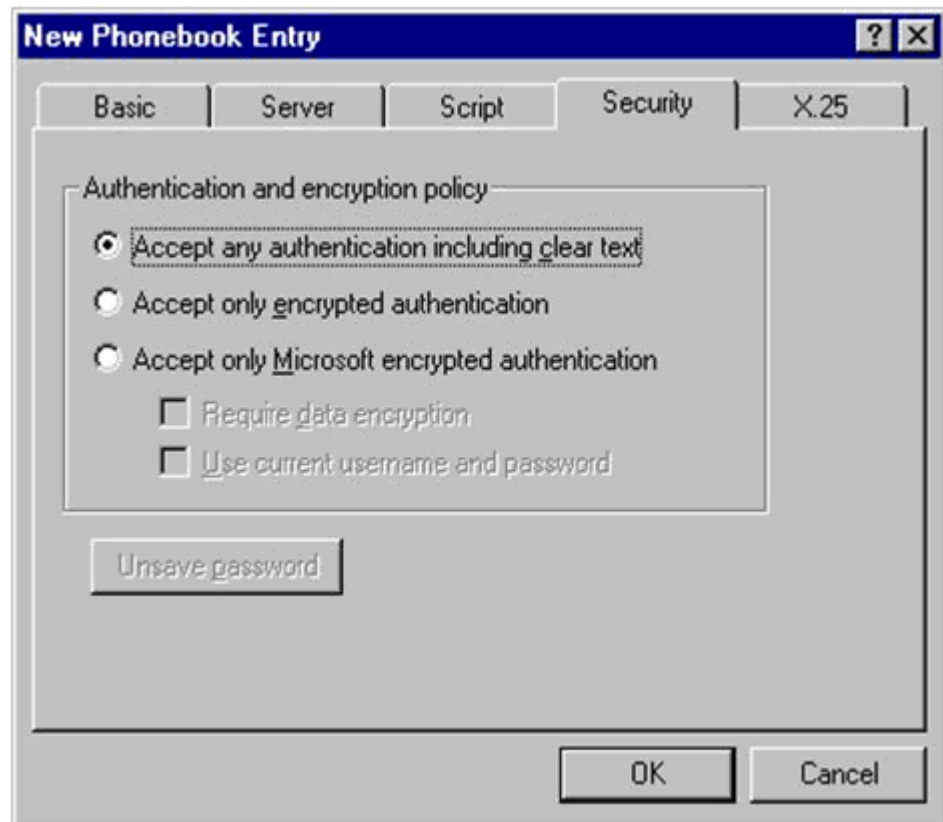 New Phonebook Entry
Basic Server Script Security X.25
Authentication and encryption policy
Accept any authentication including clear text
Accept only encrypted authentication
Accept only Microsoft encrypted authentication
Require data encryption
Use current username and password
Unsave password
OK Cancel